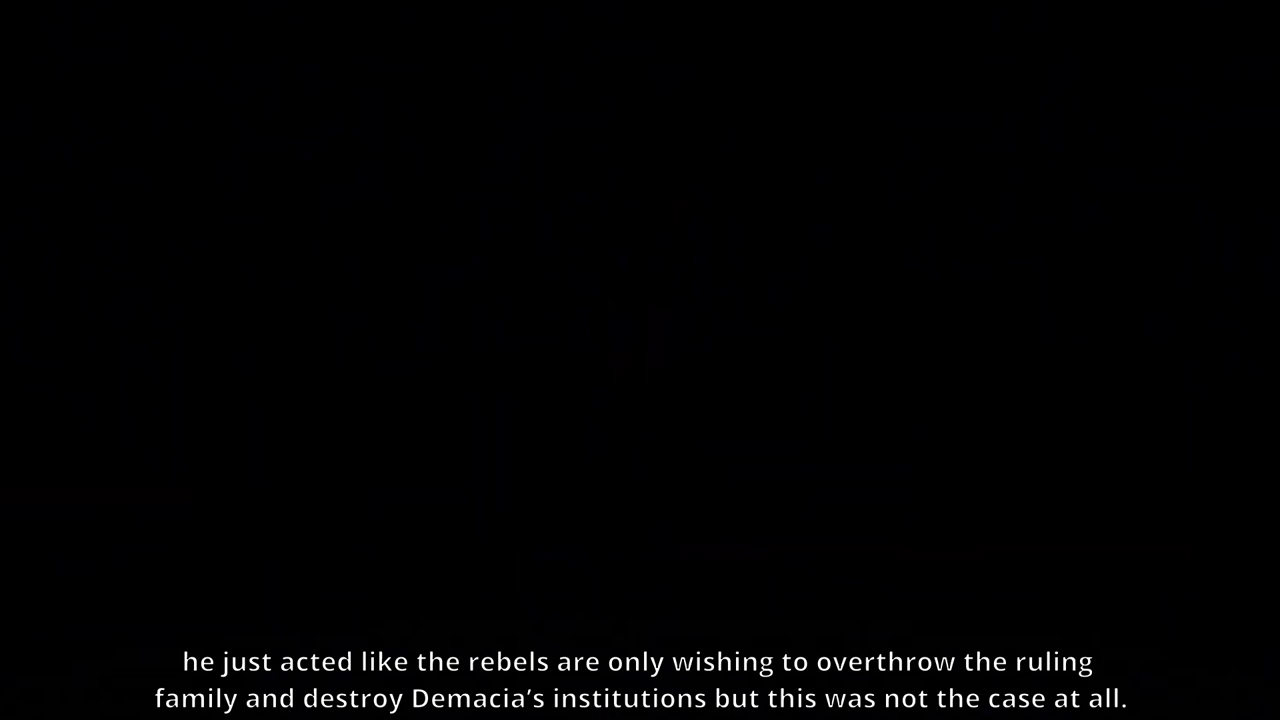 he just acted like the rebels are only wishing to overthrow the ruling
family and destroy Demacia’s institutions but this was not the case at all.